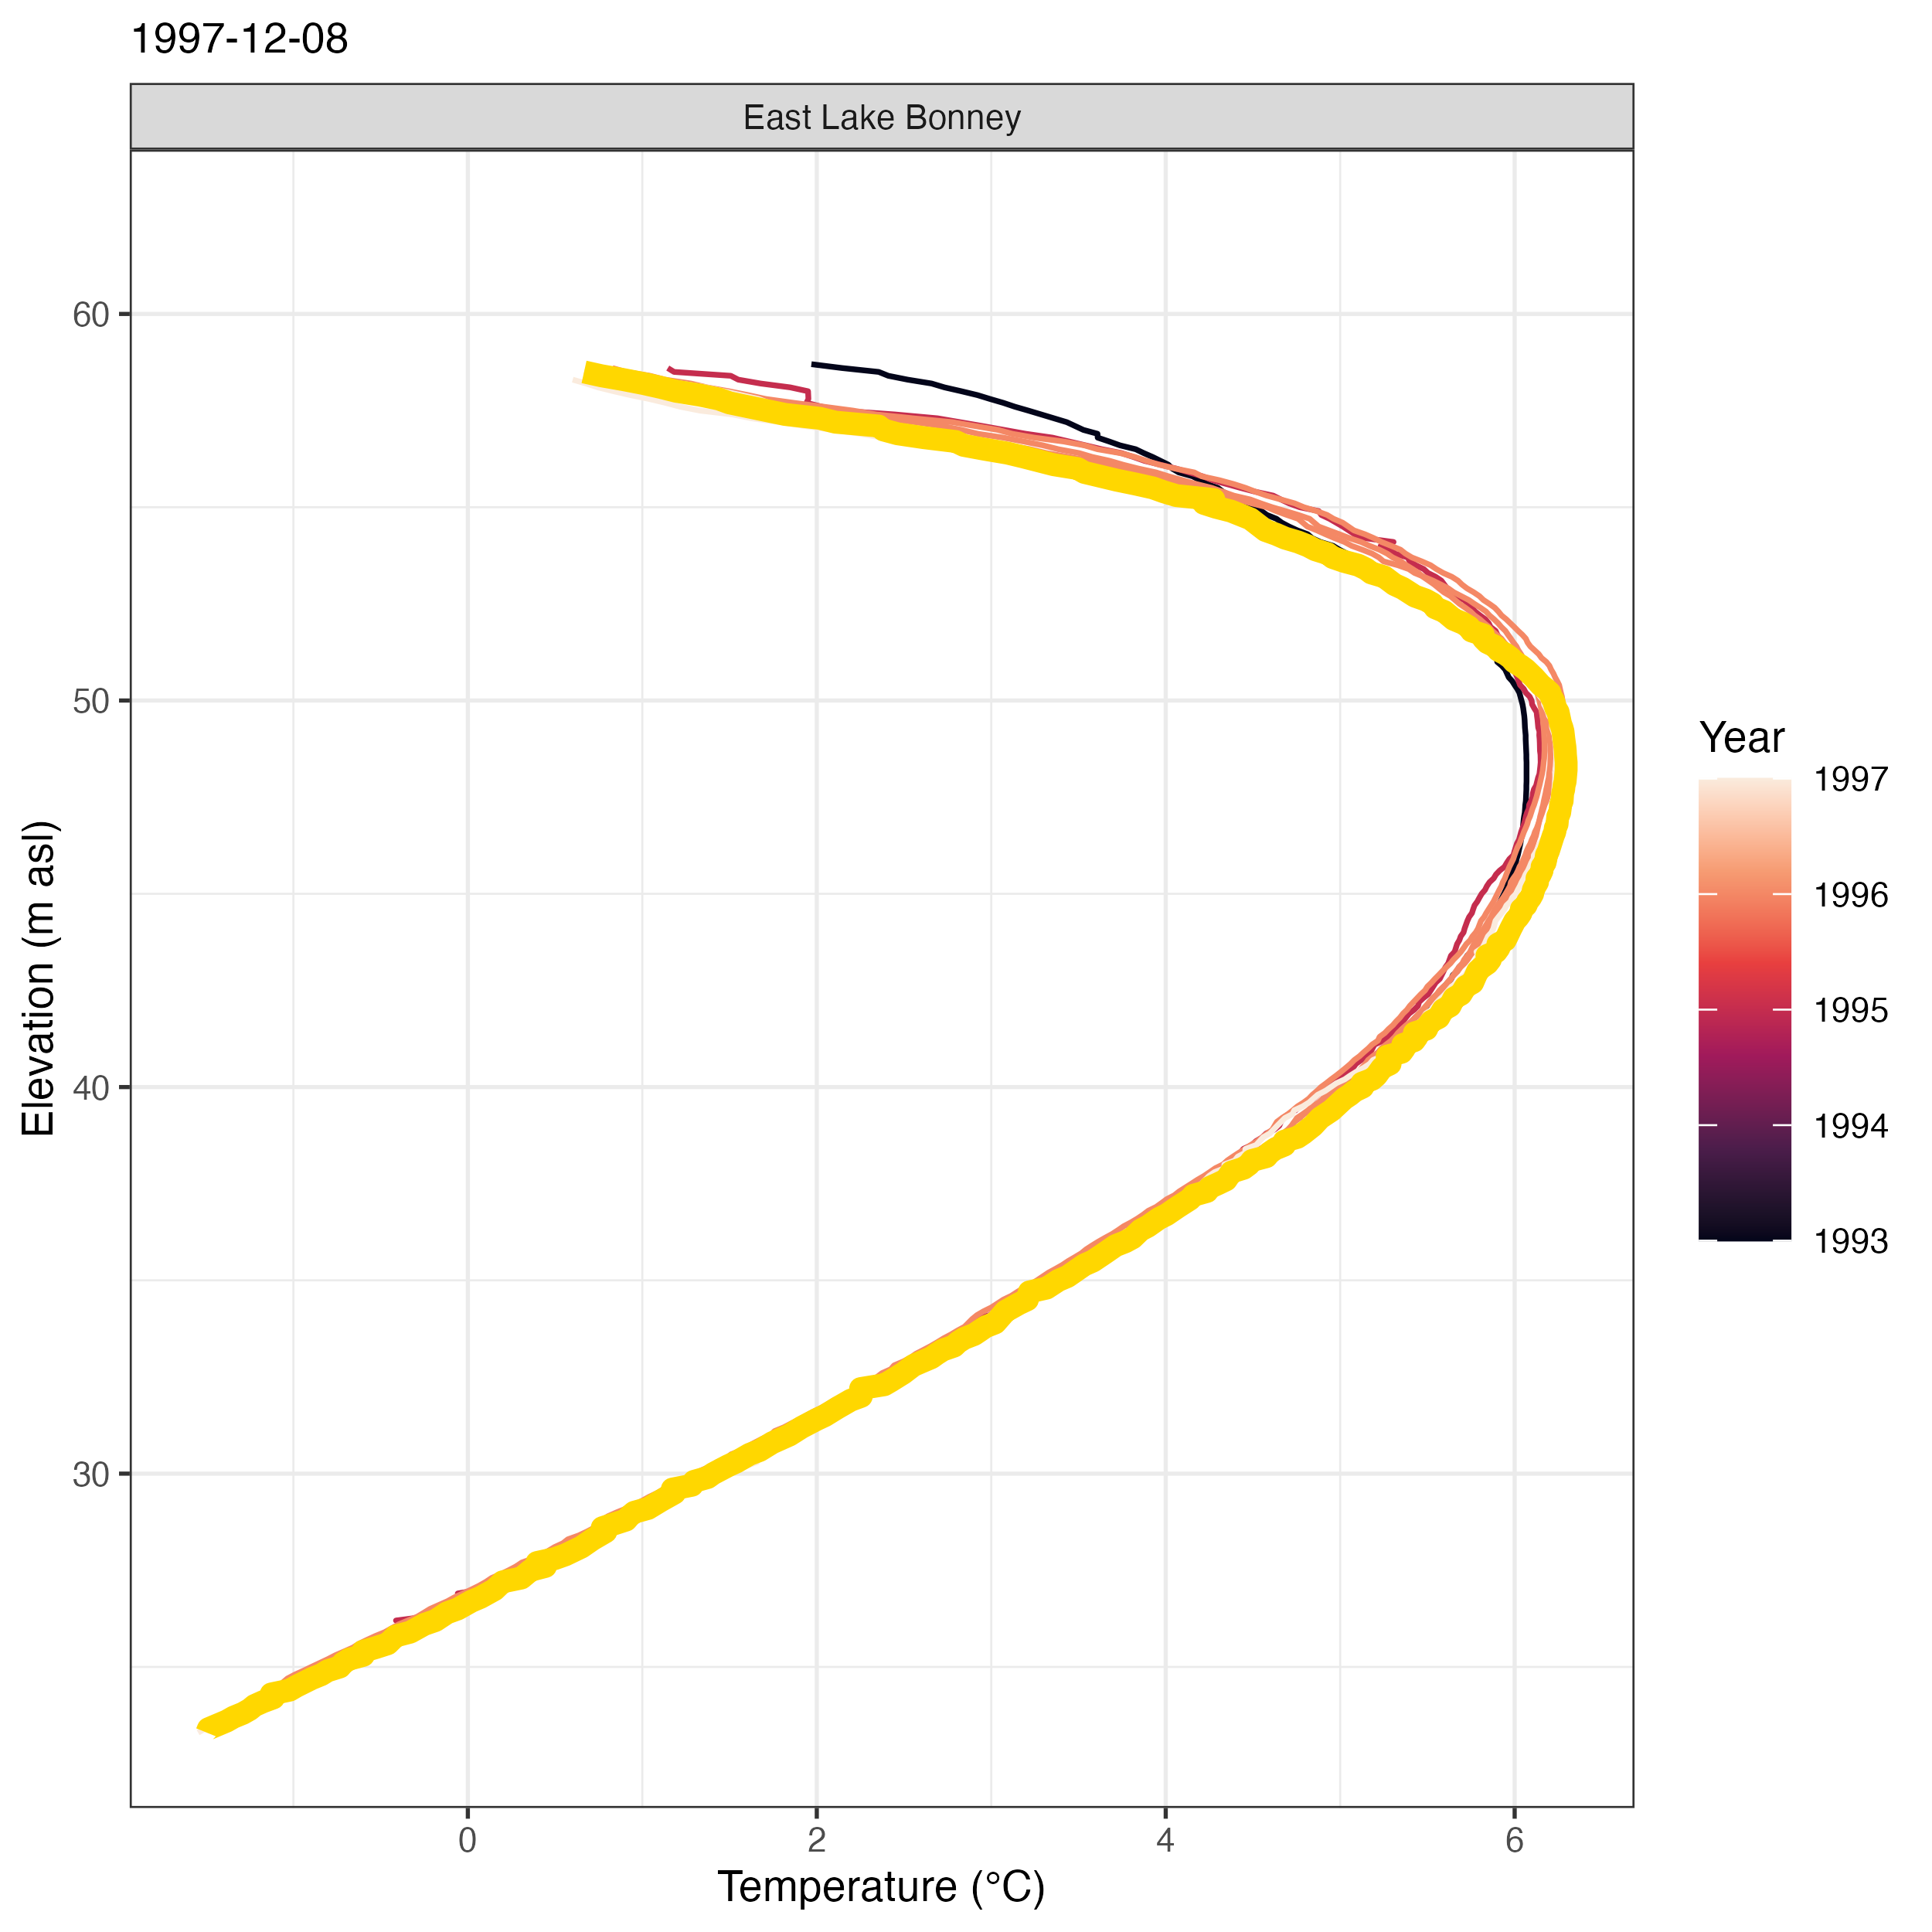 1997-12-08
East Lake Bonney
60
50
40
30
Elevation (m asl)
0 2 4 6
Temperature (°C)
Year
1997
1996
1995
1994
1993